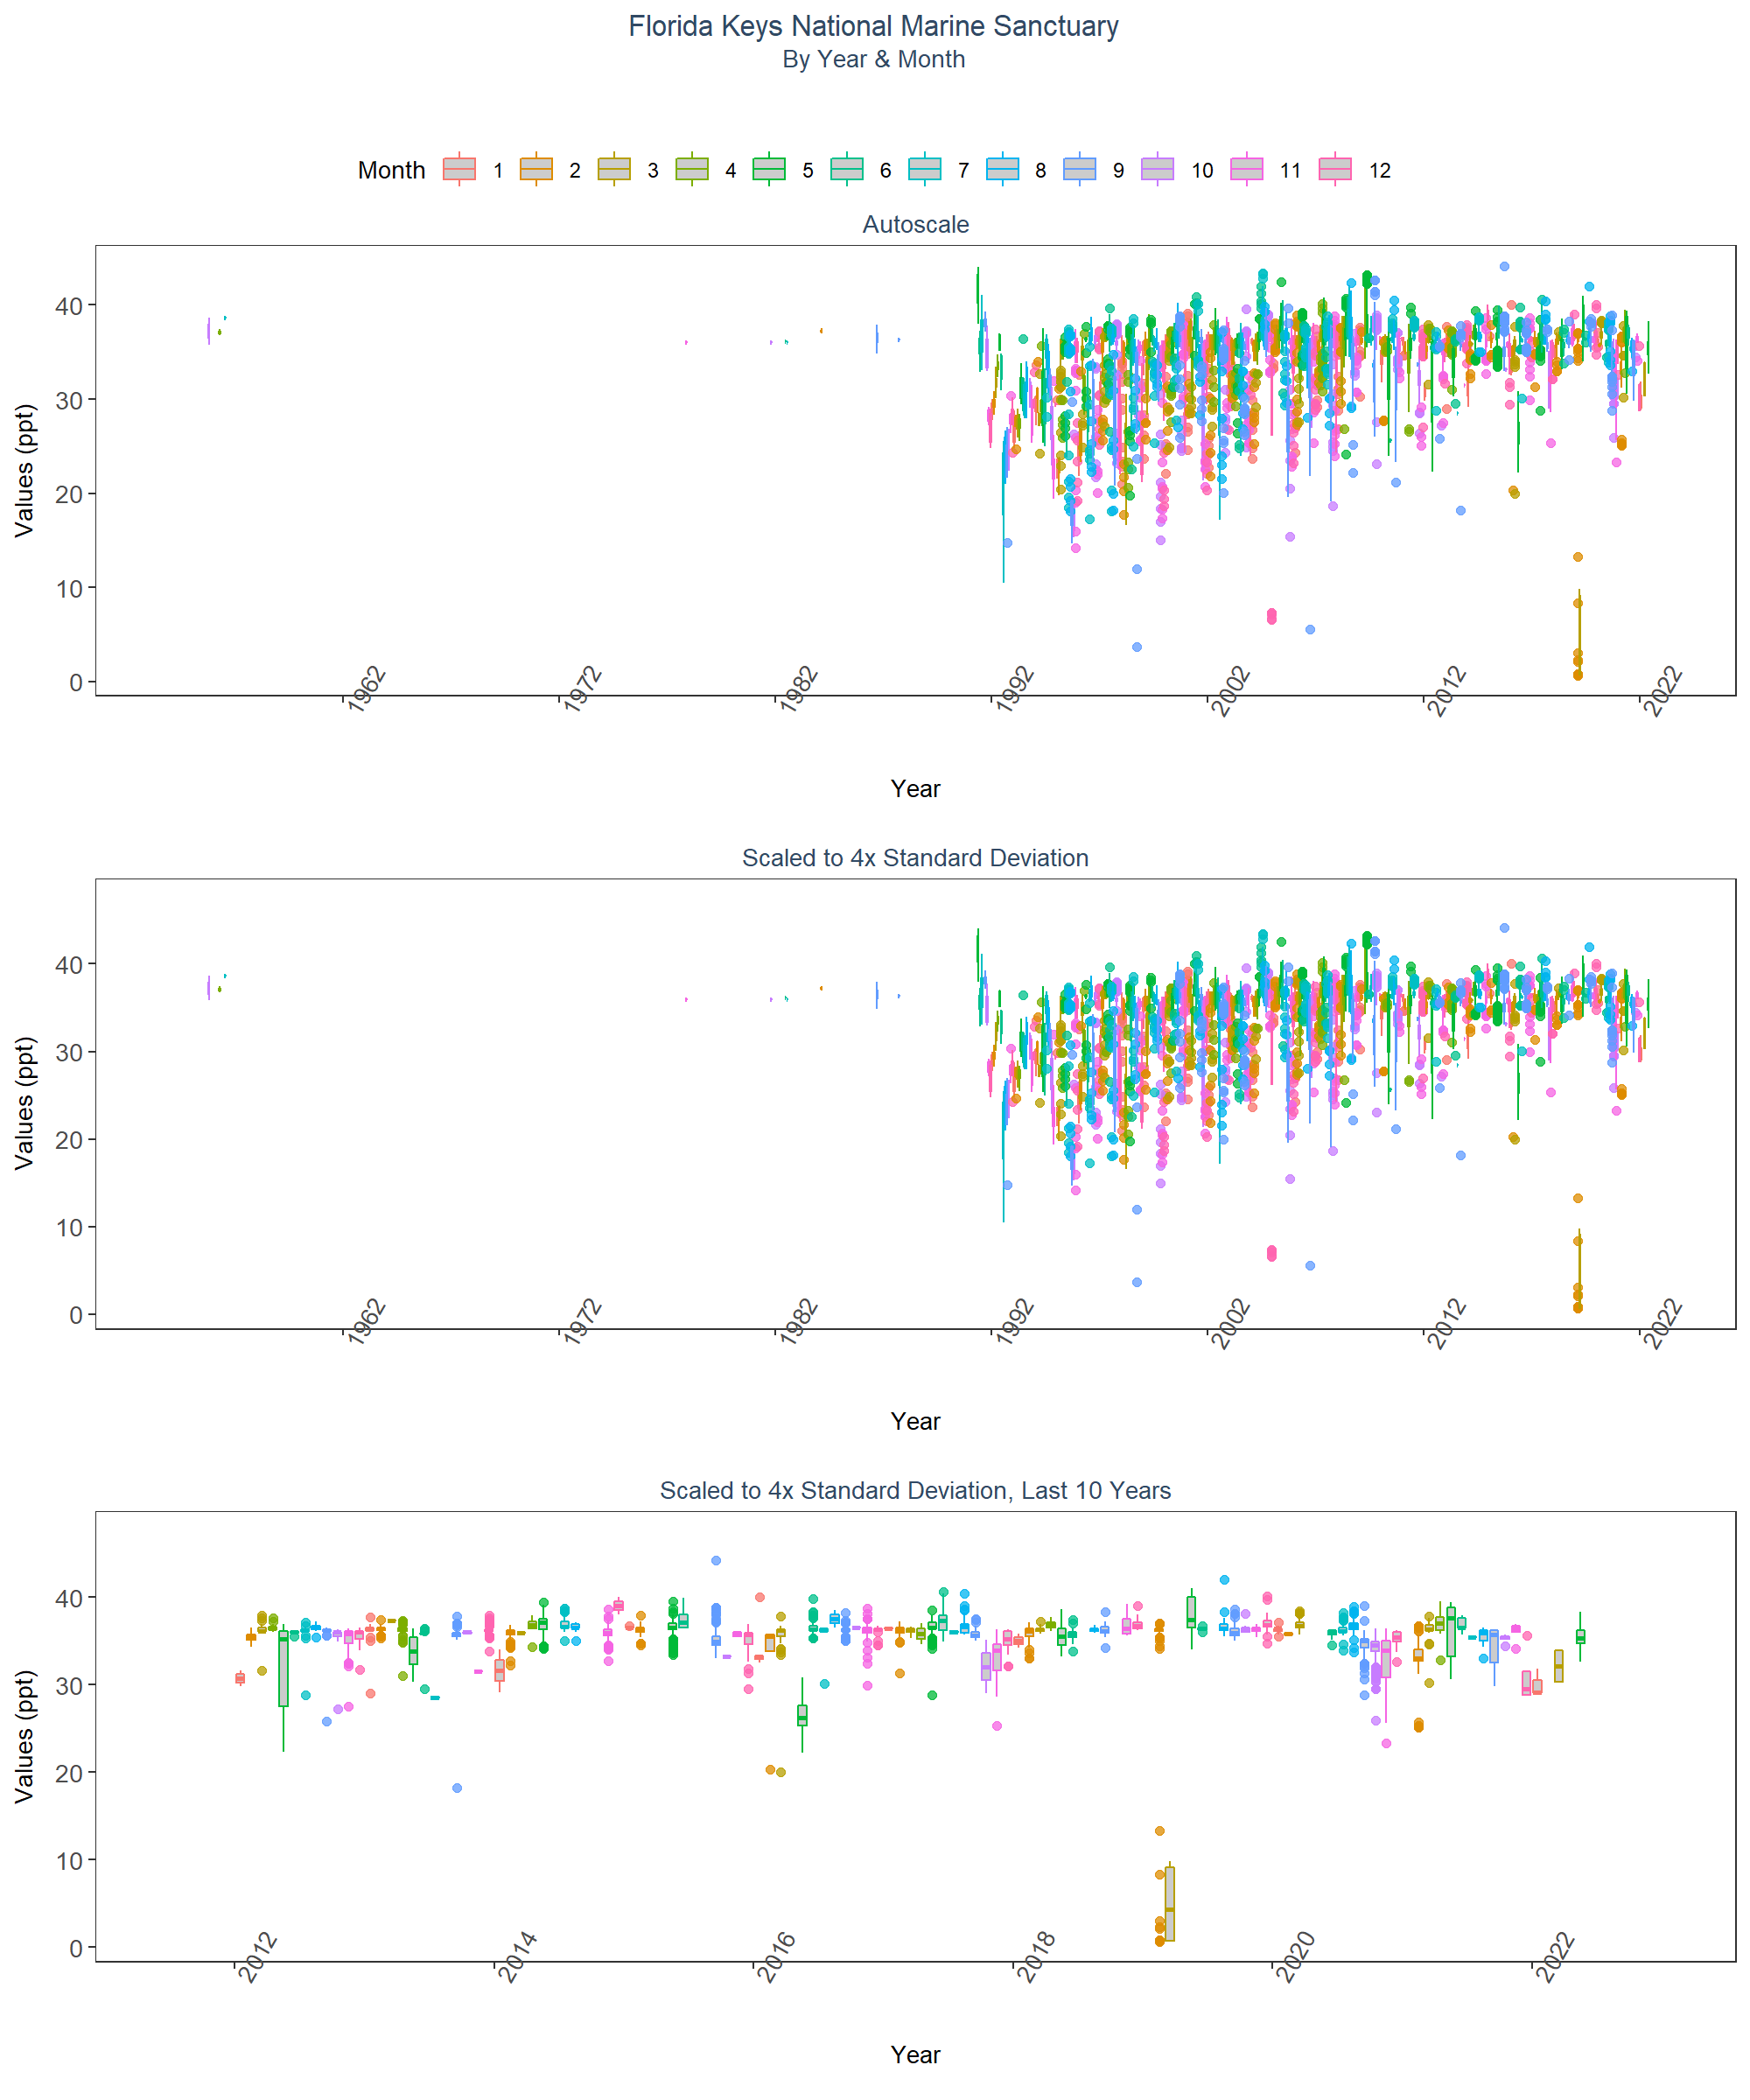 Florida Keys National Marine Sanctuary
By Year & Month
Month 1 2 3 4 5 6 7 8 9 10 11 12
Autoscale
Values (ppt)
40
30
20
10
0
1962 1972 1982 1992 2002 2012 2022
Year
Scaled to 4x Standard Deviation
Values (ppt)
40
30
20
10
0
1962 1972 1982 1992 2002 2012 2022
Year
Scaled to 4x Standard Deviation, Last 10 Years
Values (ppt)
40
30
20
10
0
2012 2014 2016 2018 2020 2022
Year